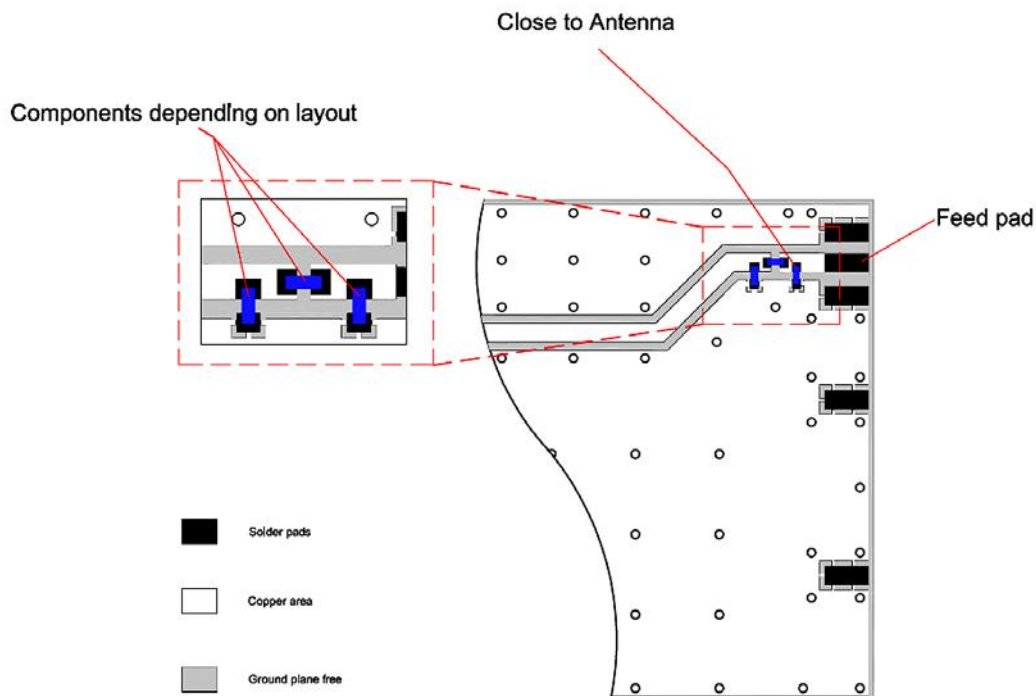 Close to Antenna
Components depending on layout
Feed pad
Solder pads
Copper area
Ground plane free